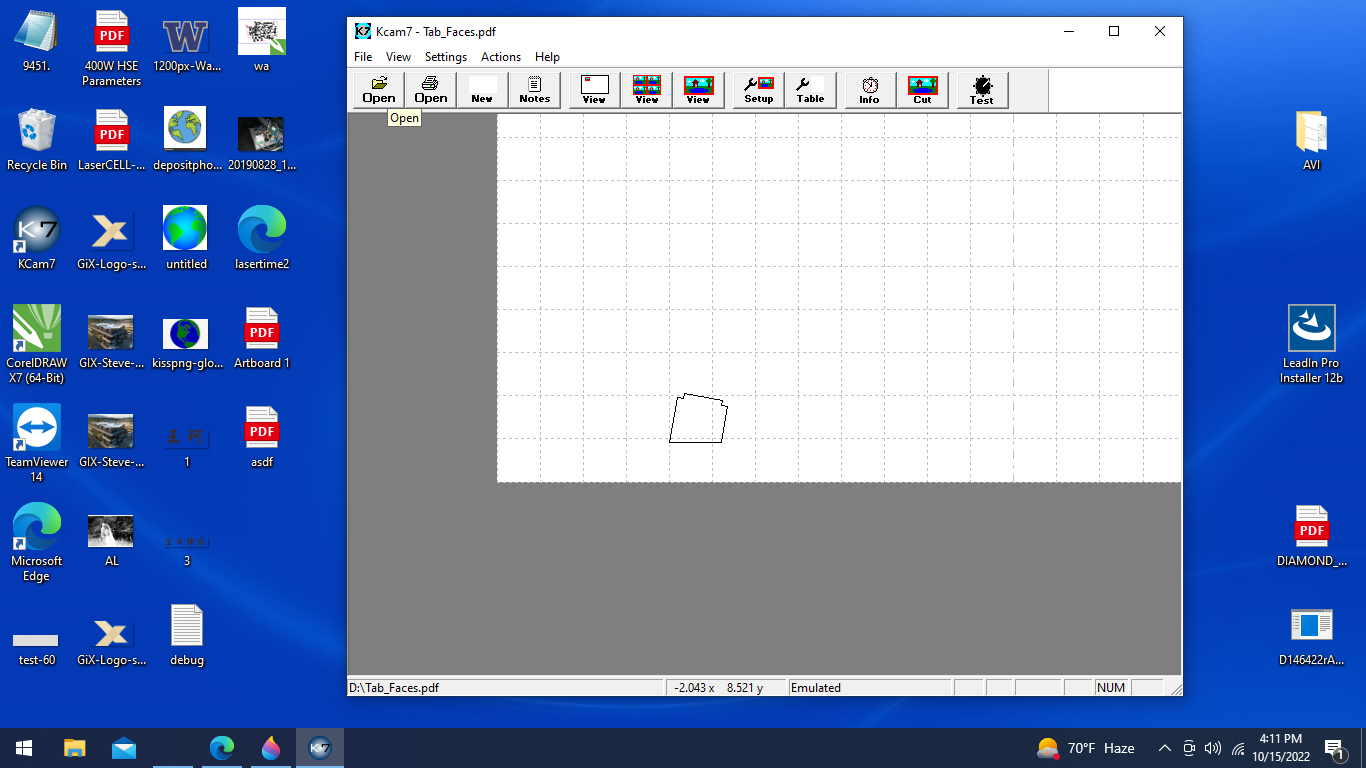 9451.
Recycle Bin
K7
KCam7
CorelDRAW
X7 (64-Bit)
TeamViewer
14
Microsoft
Edge
test-60
PDF
400W HSE
Parameters
PDF
LaserCELL-...
GiX-Logo-s...
GIX-Steve-...
GIX-Steve-...
AL
GiX-Logo-s...
W
1200px-Wa...
depositpho...
untitled
kisspng-glo...
1
3
debug
wa
20190828_1...
lasertime2
PDF
Artboard 1
PDF
asdf
K7 Kcam7 - Tab_Faces.pdf
File View Settings Actions Help
Open Open New Notes View View View Setup Table Info Cut Test
Open
D:\Tab_Faces.pdf -2.043 x 8.521 y Emulated NUM
AVI
LeadIn Pro
Installer 12b
PDF
DIAMOND_...
D146422rA...
K7
70°F Haze
4:11 PM
10/15/2022
1